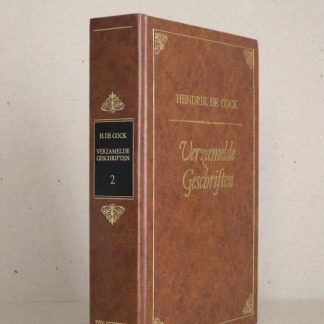 H. DE COCK
VERZAMELDE
GESCHRIFTEN
2
HENDRIK DE COCK
Verzamelde
Geschriften